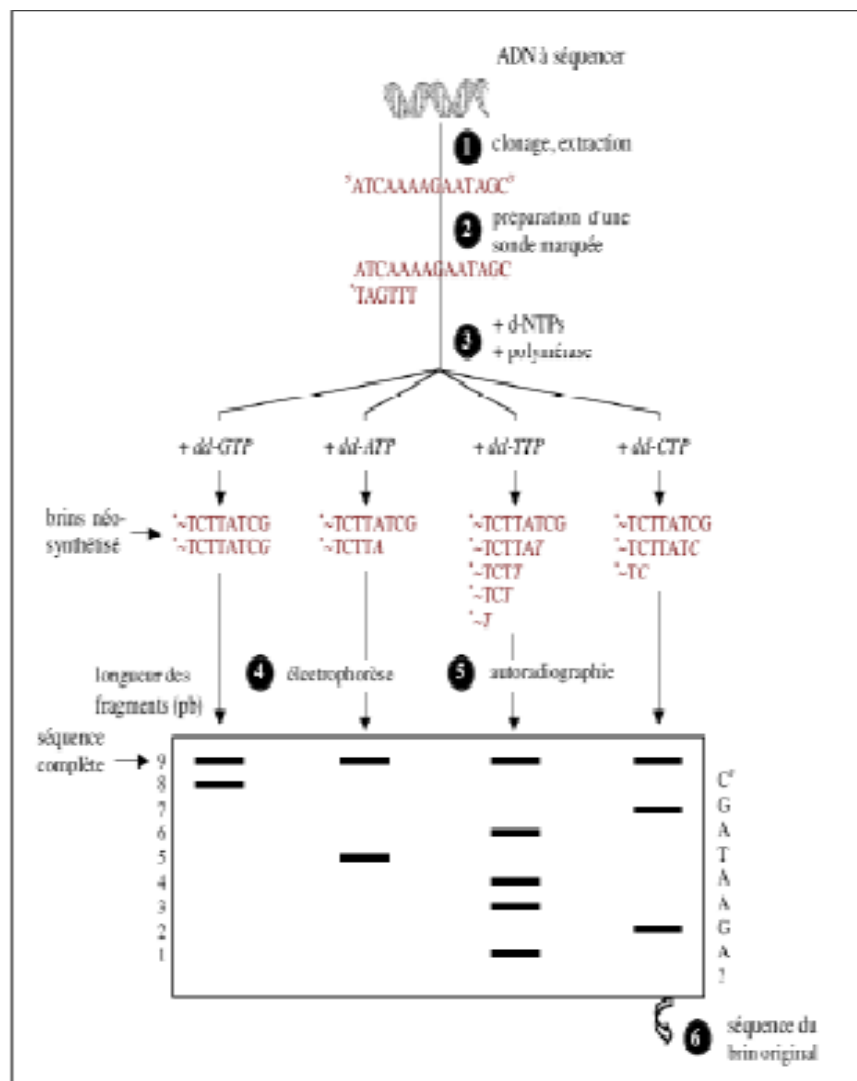 ADN à séquencer
1 clonage, extraction
ATCAAAAGAATAGC
2 préparation d'une
sonde marquée
ATCAAAAGAATAGC
*TAGTTT
3 + d-NTPs
+ polymérase
+ dd-GTP + dd-ATP + dd-TTP + dd-CTP
brins néo-
synthétisé
*~TCTTATCG *~TCTTATCG *~TCTTATCG *~TCTTATCG
*~TCTTATCG *~TCTTA *~TCTTAT *~TCTTATC
*~TCTT *~TC
*~TCT
*~T
longueur des
fragments (pb)
4 électrophorèse 5 autoradiographie
séquence
complète
9
8 C
7 G
6 A
5 T
4 A
3 A
2 G
1 A
6 séquence du
brin original